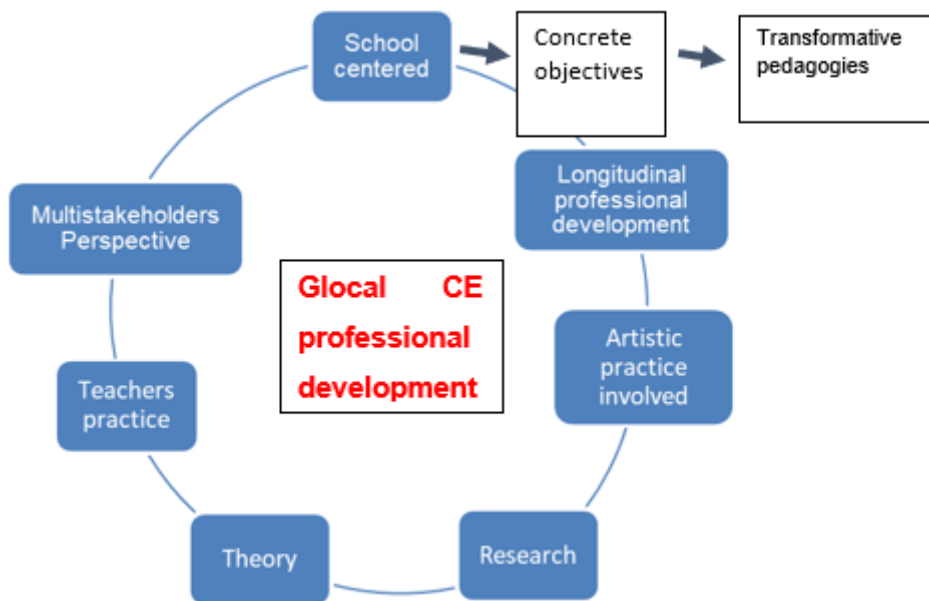 School
centered
Concrete
objectives
Transformative
pedagogies
Longitudinal
professional
development
Multistakeholders
Perspective
Glocal CE
professional
development
Artistic
practice
involved
Teachers
practice
Theory
Research